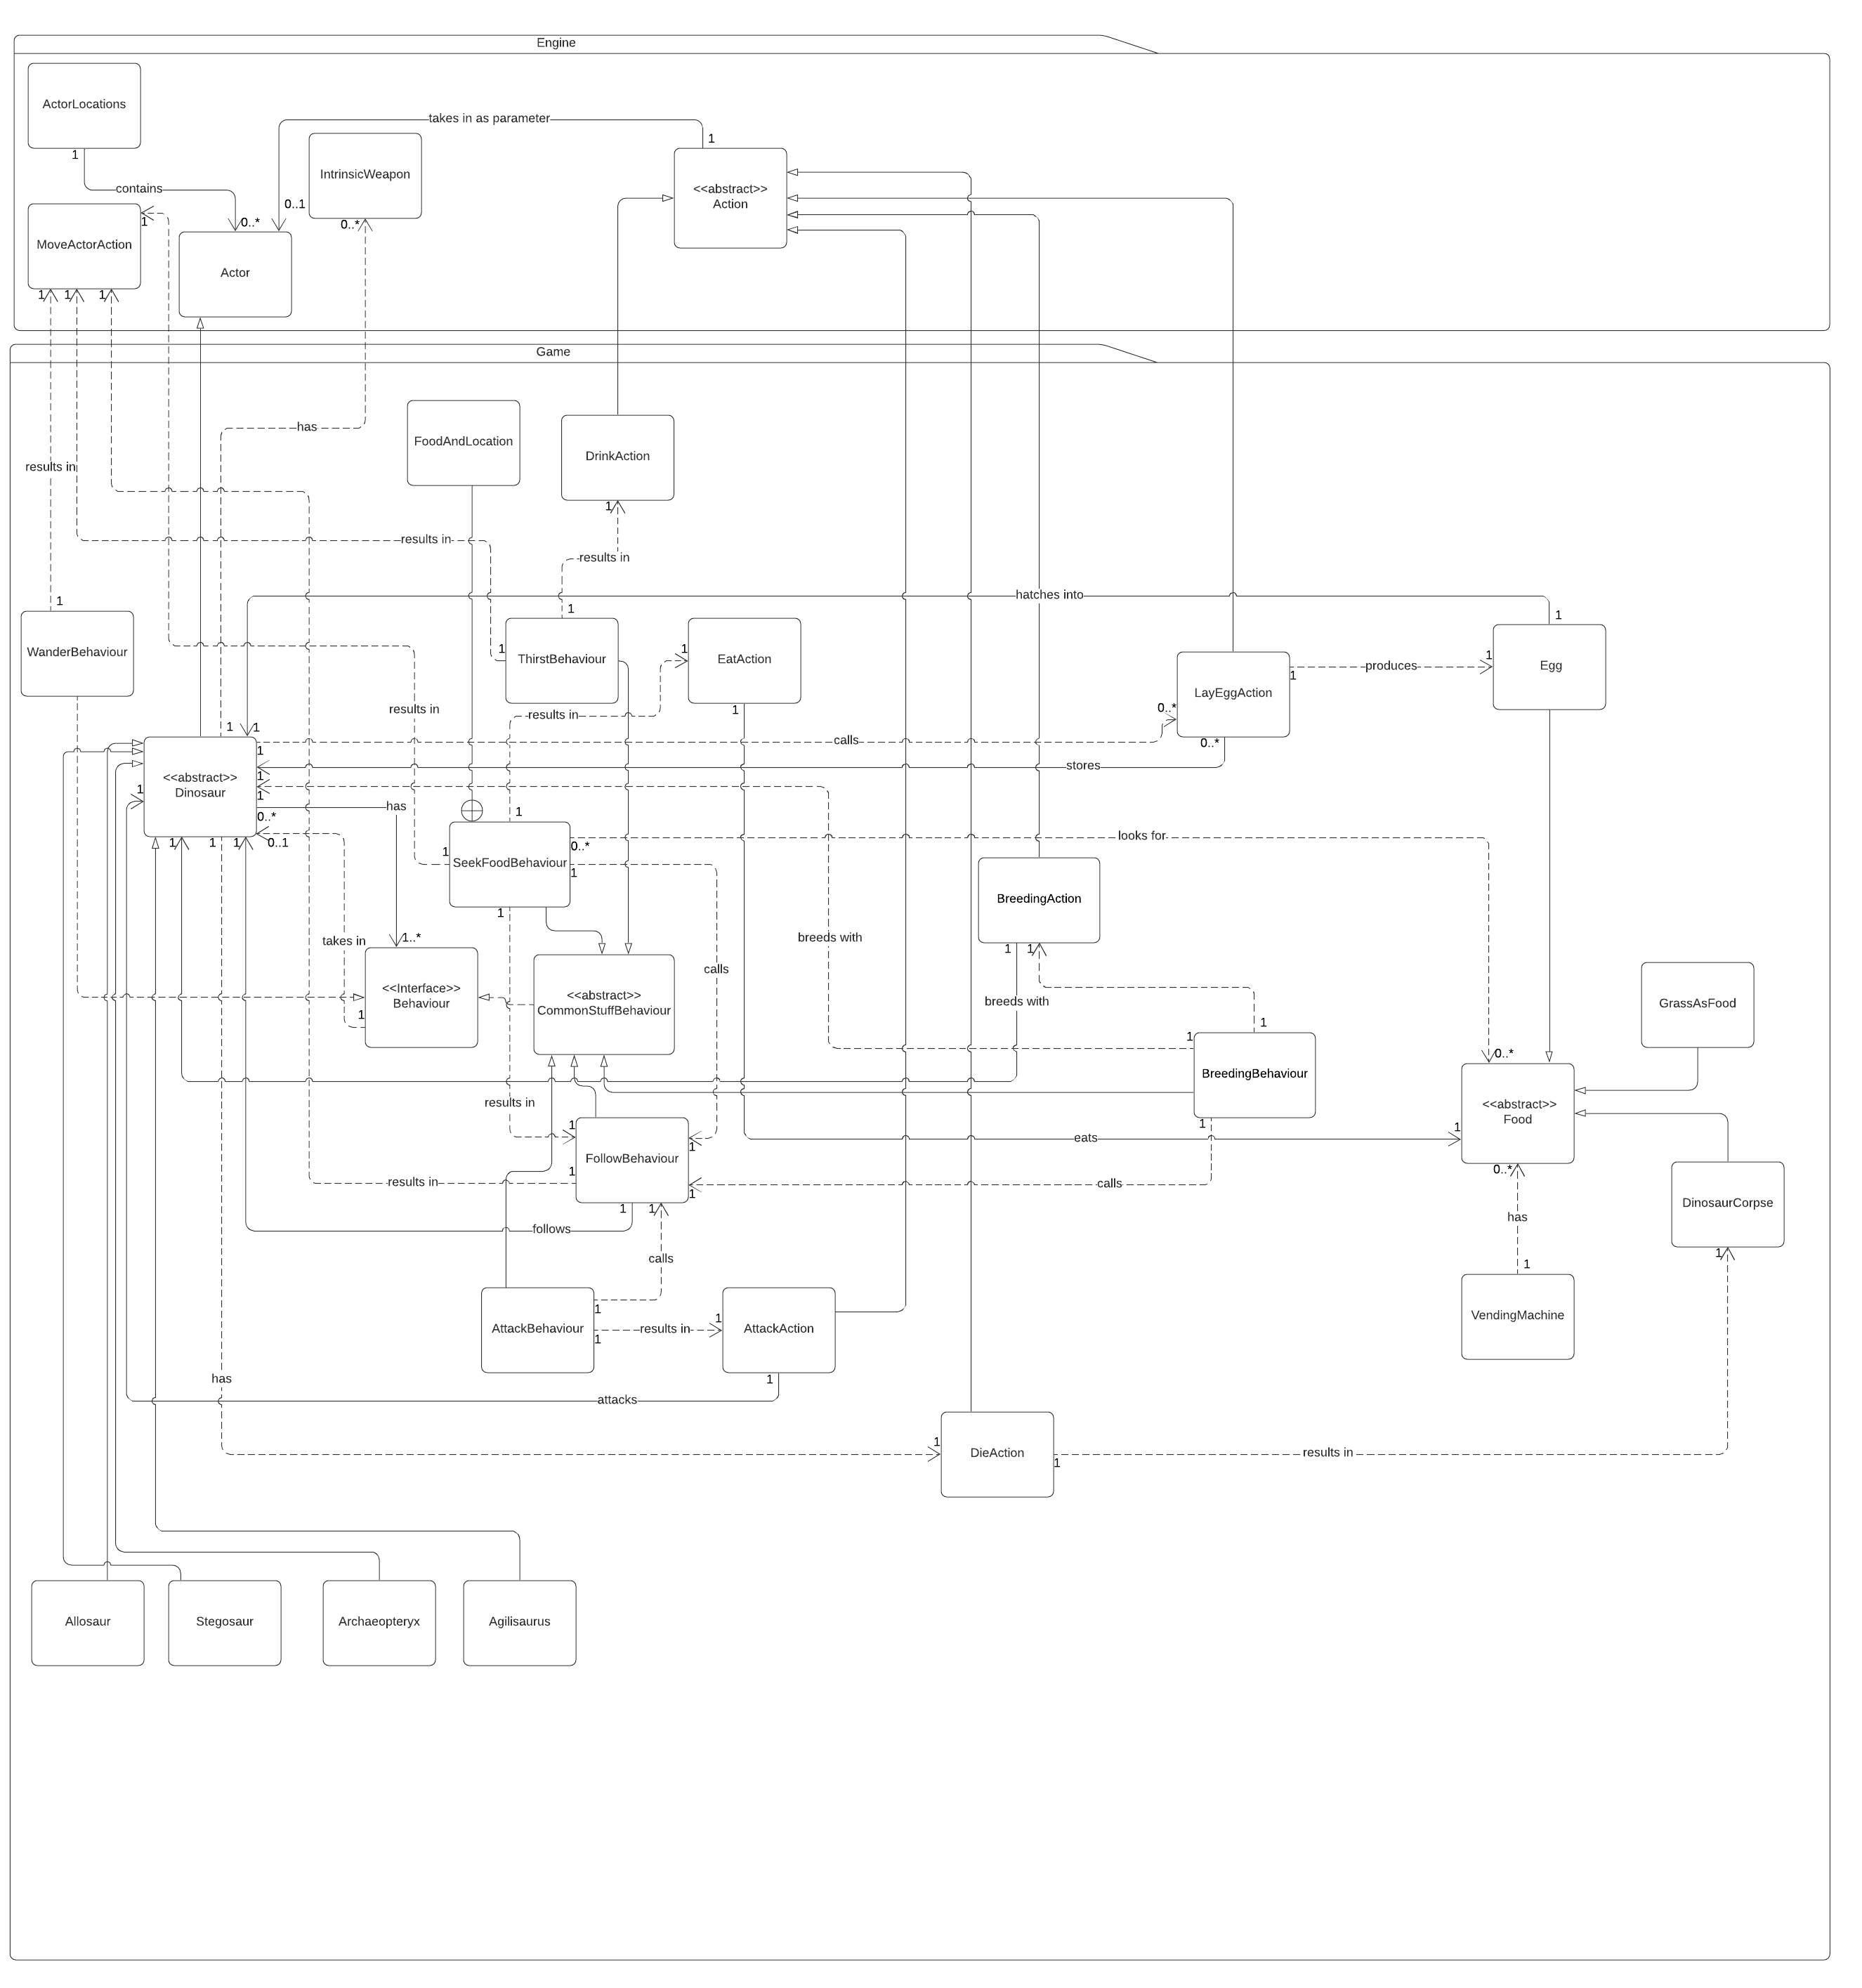 Engine
ActorLocations
takes in as parameter
1
1
IntrinsicWeapon
<<abstract>>
Action
contains
0..1
0..*
0..*
1
MoveActorAction
Actor
1
1
1
Game
has
FoodAndLocation
DrinkAction
results in
1
results in
results in
hatches into
1
1
1
WanderBehaviour
1
ThirstBehaviour
1
EatAction
1
produces
1
Egg
LayEggAction
results in
results in
1
0..*
1
1
1
calls
0..*
stores
<<abstract>>
Dinosaur
1
1
1
has
0..*
1
looks for
1
1
1
0..1
1
SeekFoodBehaviour
0..*
1
BreedingAction
1
takes in
1..*
breeds with
1
1
calls
<<Interface>>
Behaviour
<<abstract>>
CommonStuffBehaviour
breeds with
GrassAsFood
1
1
1
0..*
BreedingBehaviour
results in
<<abstract>>
Food
1
1
1
eats
1
FollowBehaviour
1
1
0..*
results in
calls
1
DinosaurCorpse
1
1
has
follows
calls
1
1
1
1
AttackBehaviour
results in
AttackAction
VendingMachine
1
1
has
attacks
1
DieAction
results in
1
Allosaur
Stegosaur
Archaeopteryx
Agilisaurus